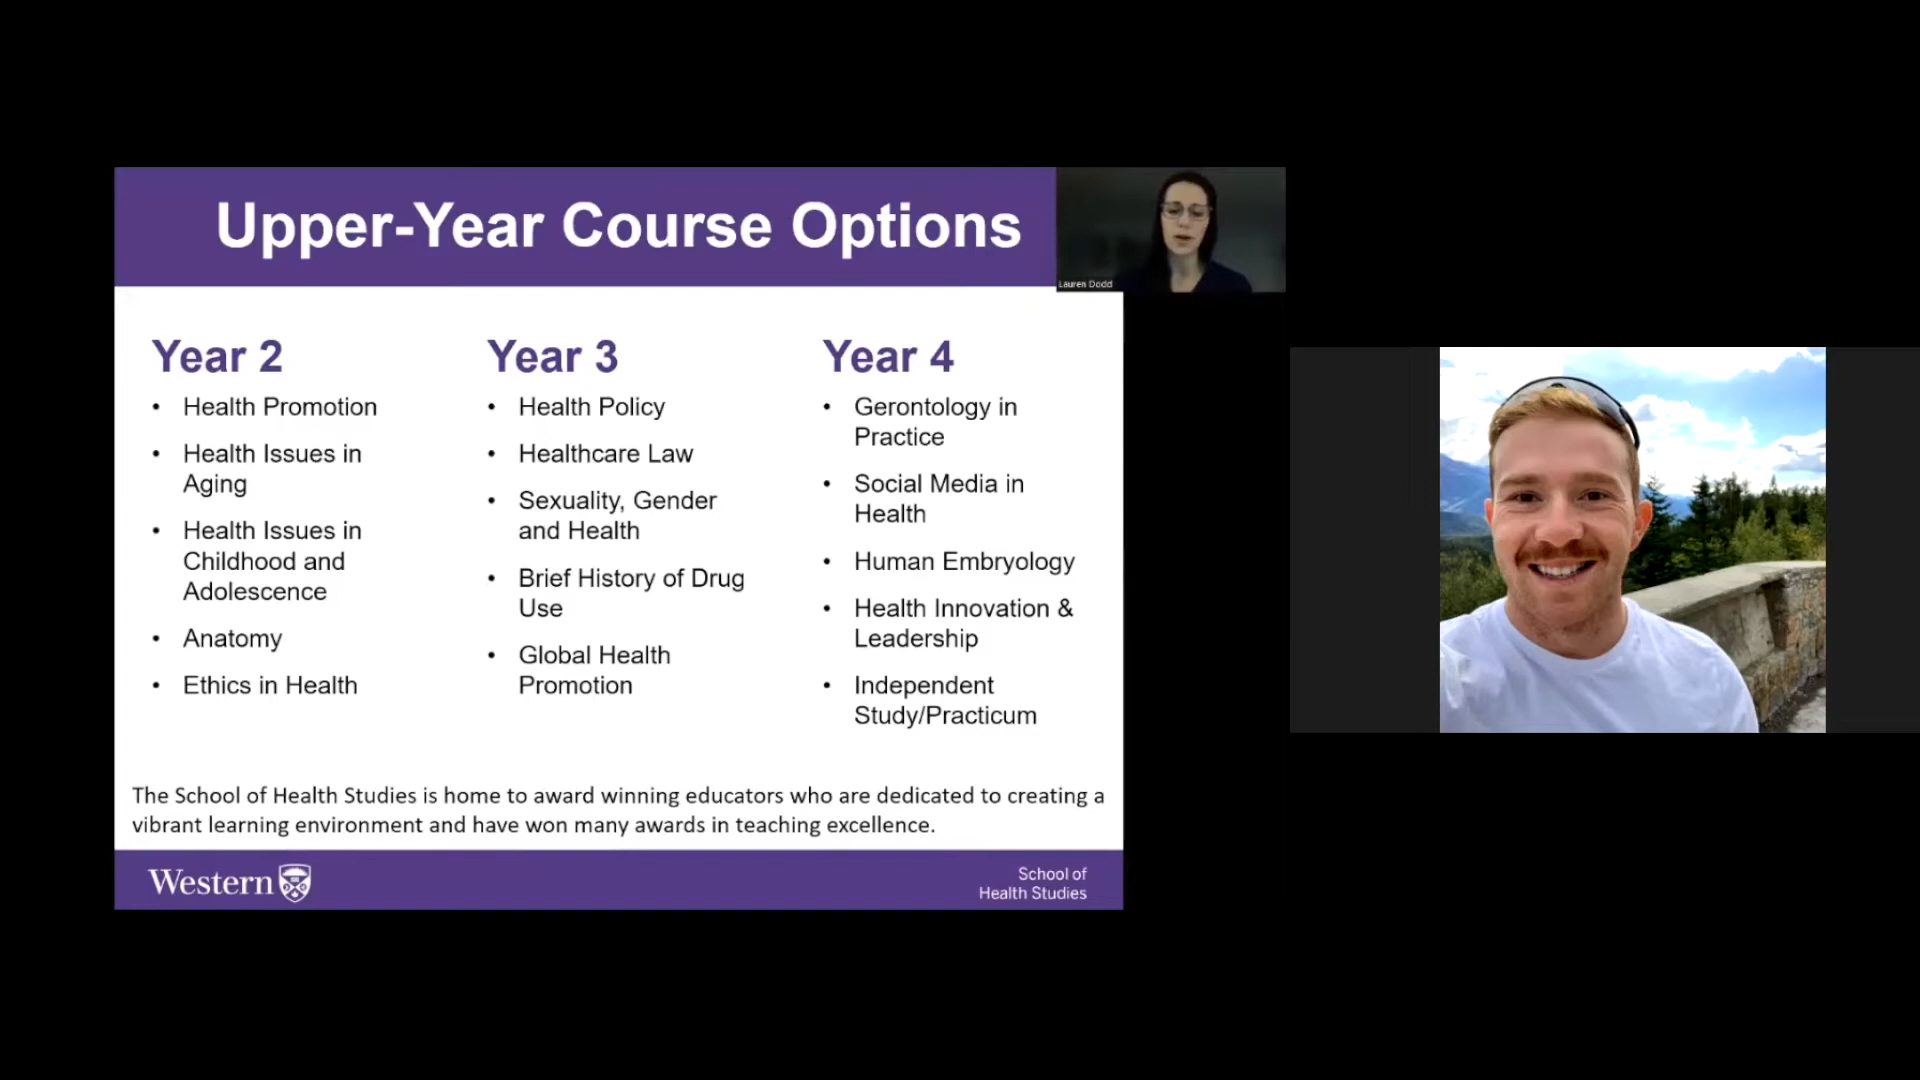 Upper-Year Course Options
Lauren Dodd
Year 2
• Health Promotion
• Health Issues in
Aging
• Health Issues in
Childhood and
Adolescence
• Anatomy
• Ethics in Health
Year 3
• Health Policy
• Healthcare Law
• Sexuality, Gender
and Health
• Brief History of Drug
Use
• Global Health
Promotion
Year 4
• Gerontology in
Practice
• Social Media in
Health
• Human Embryology
• Health Innovation &
Leadership
• Independent
Study/Practicum
The School of Health Studies is home to award winning educators who are dedicated to creating a
vibrant learning environment and have won many awards in teaching excellence.
Western
School of
Health Studies